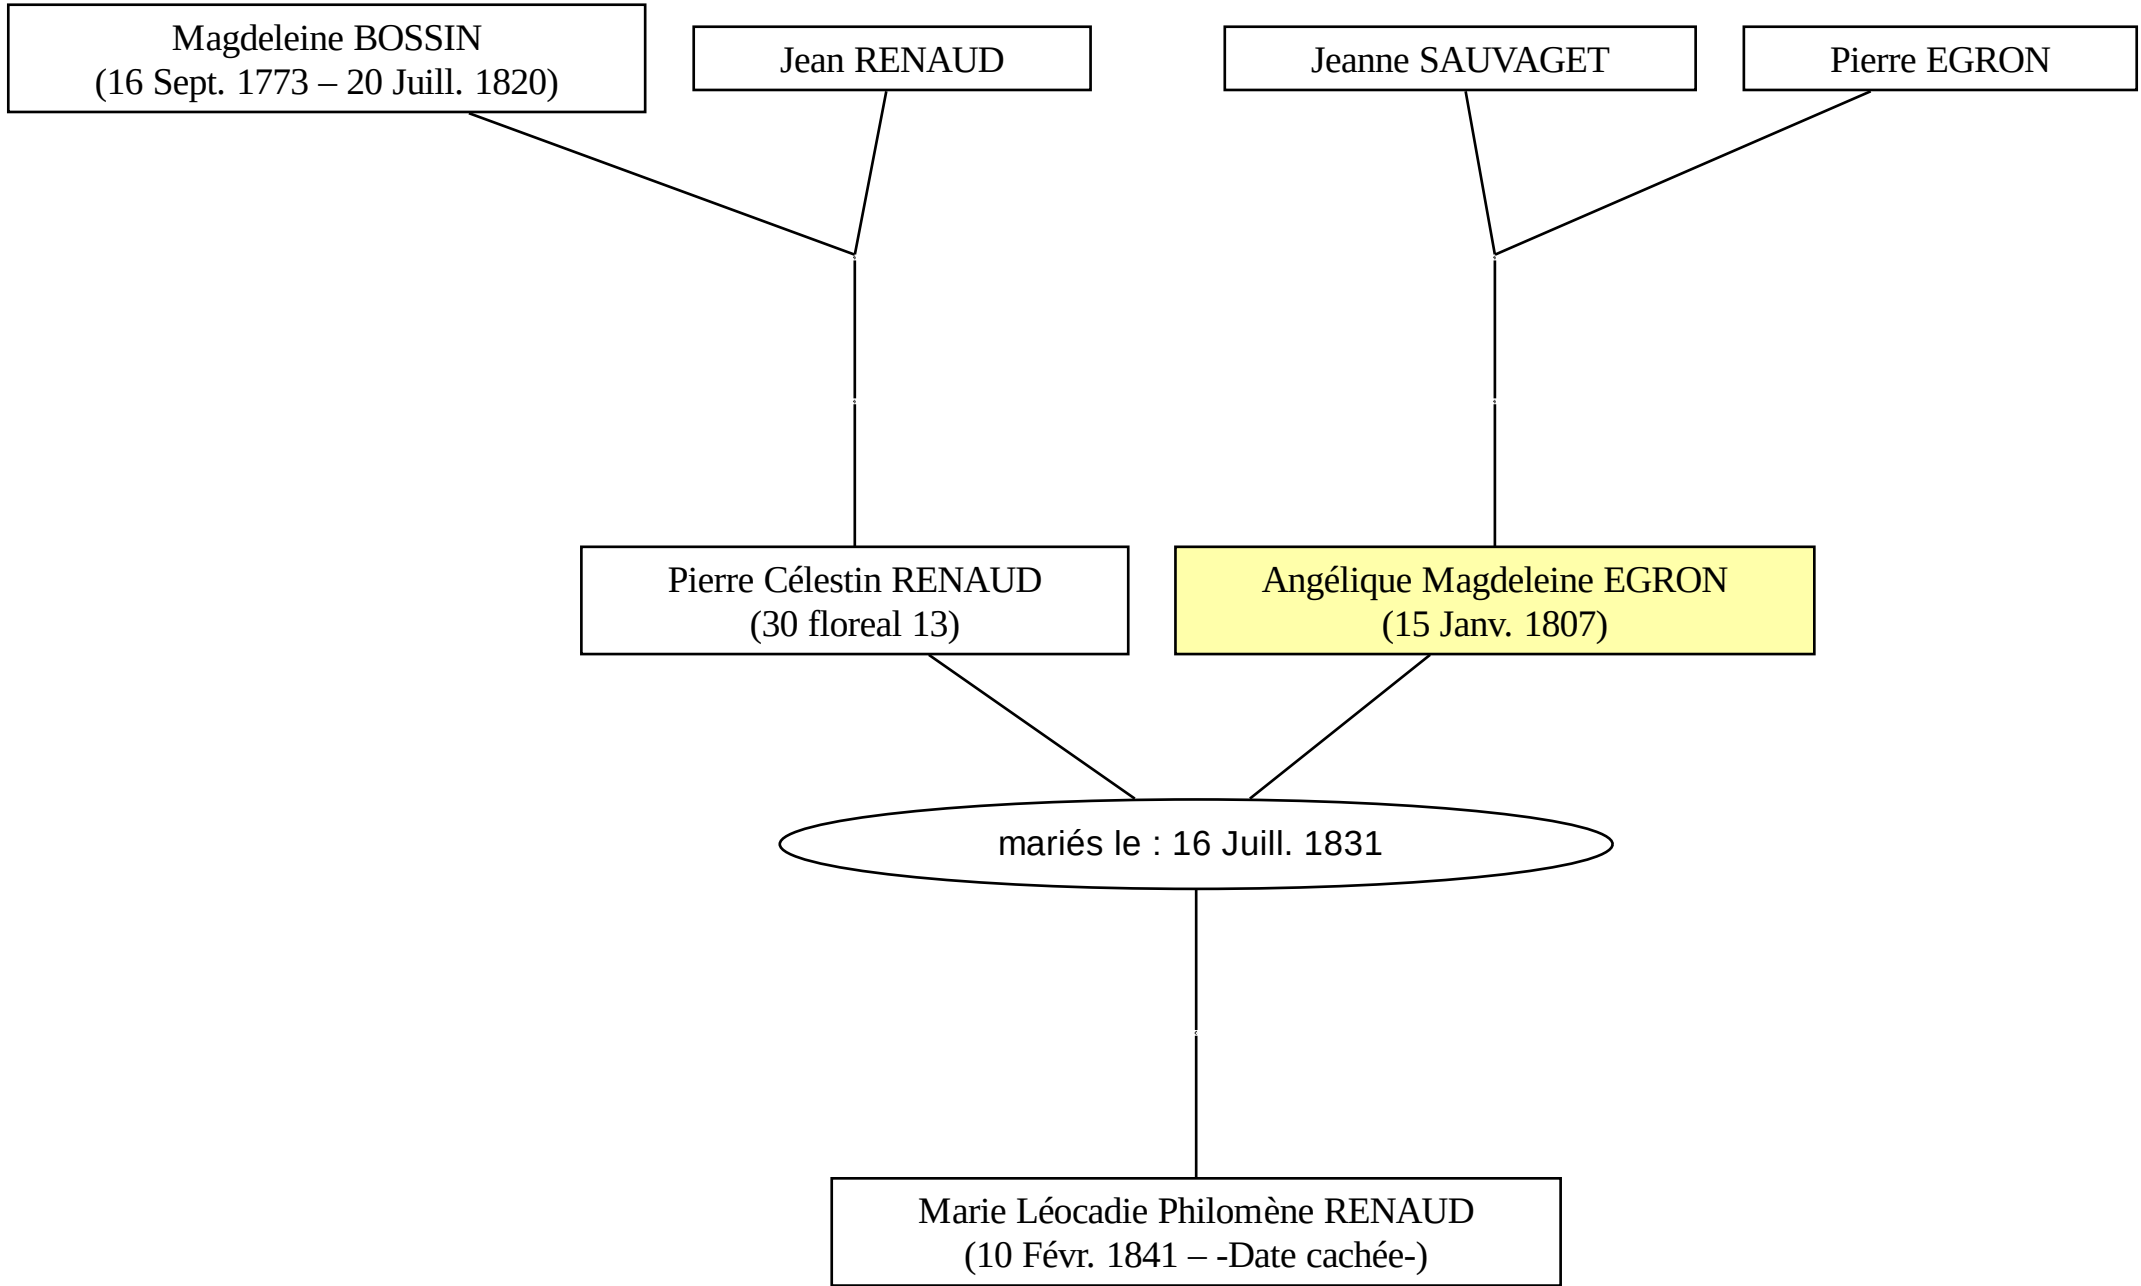 Magdeleine BOSSIN
(16 Sept. 1773 – 20 Juill. 1820)
Jean RENAUD
Jeanne SAUVAGET
Pierre EGRON
Pierre Célestin RENAUD
(30 floreal 13)
Angélique Magdeleine EGRON
(15 Janv. 1807)
mariés le : 16 Juill. 1831
Marie Léocadie Philomène RENAUD
(10 Févr. 1841 – -Date cachée-)